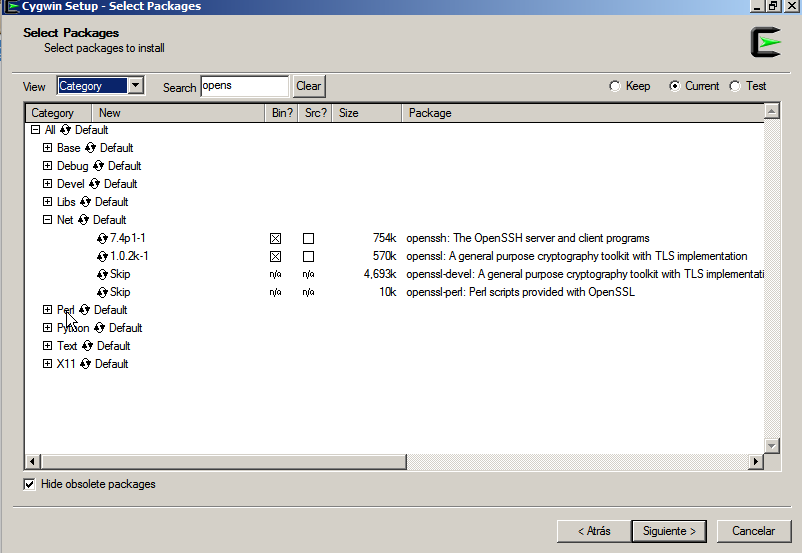 Cygwin Setup - Select Packages
Select Packages
Select packages to install
View Category Search opens Clear Keep Current Test
Category New Bin? Src? Size Package
All Default
Base Default
Debug Default
Devel Default
Libs Default
Net Default
7.4p1-1 754k openssh: The OpenSSH server and client programs
1.0.2k-1 570k openssl: A general purpose cryptography toolkit with TLS implementation
Skip n/a n/a 4,693k openssl-devel: A general purpose cryptography toolkit with TLS implementati
Skip n/a n/a 10k openssl-perl: Perl scripts provided with OpenSSL
Perl Default
Python Default
Text Default
X11 Default
Hide obsolete packages
< Atrás Siguiente > Cancelar